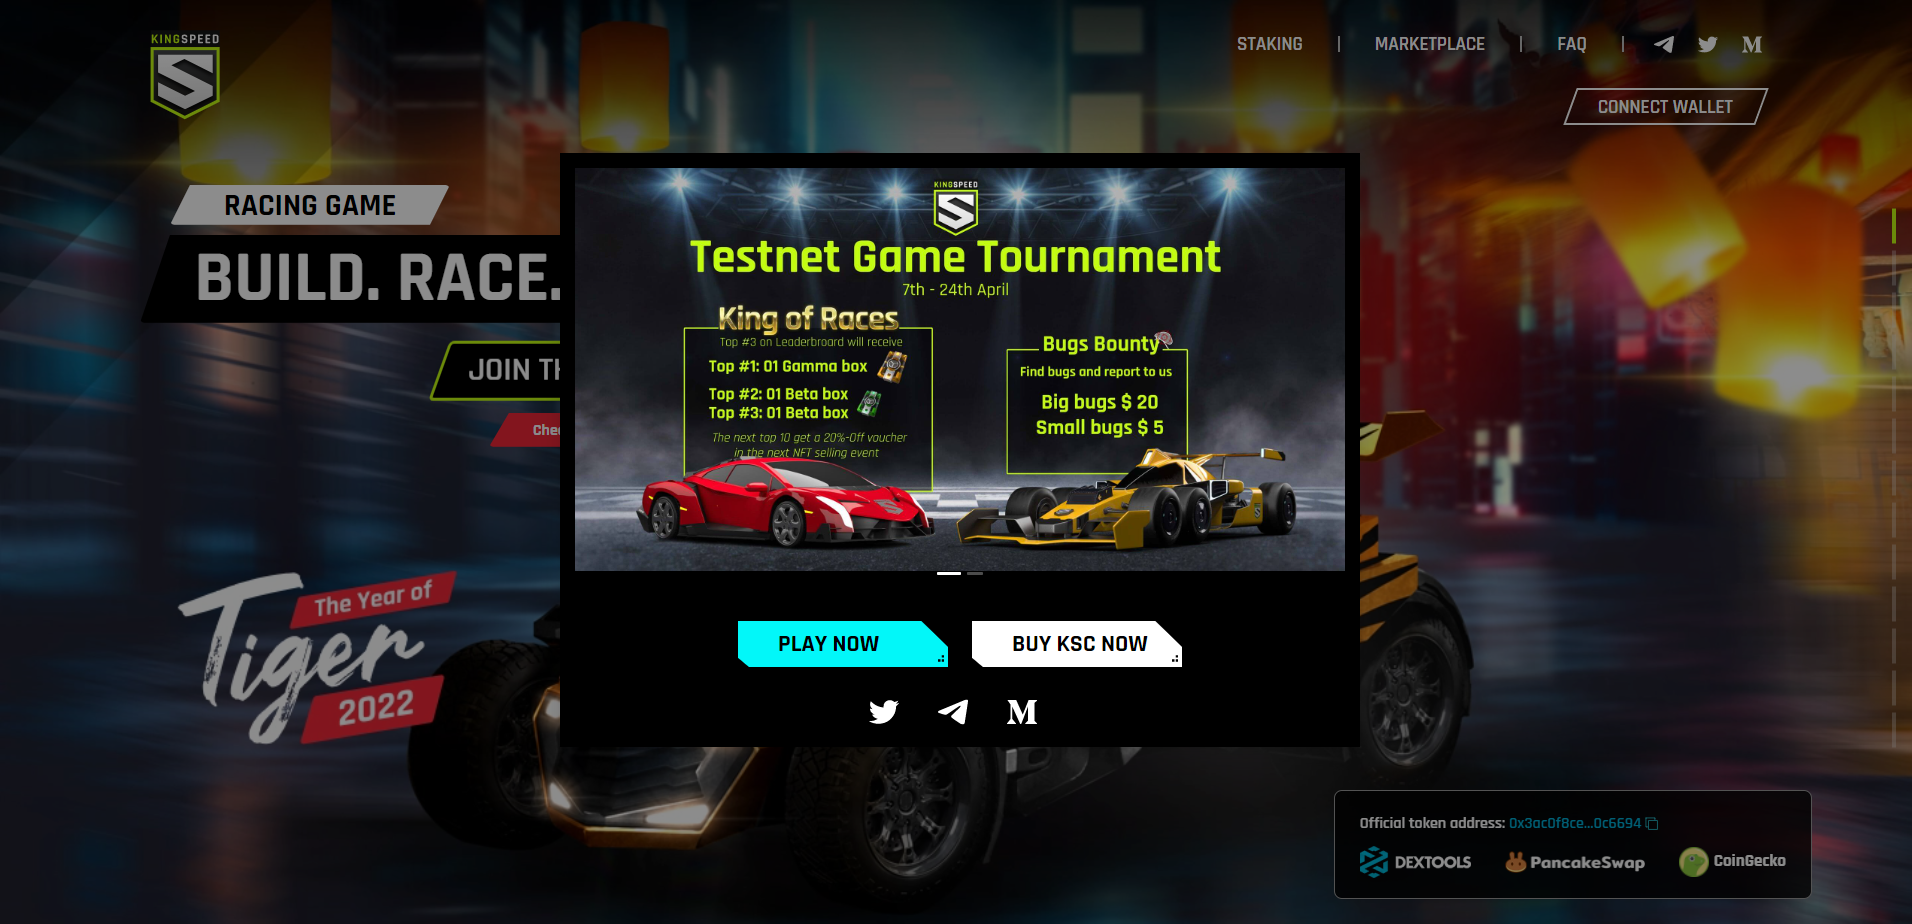 KINGSPEED
STAKING | MARKETPLACE | FAQ |
CONNECT WALLET
RACING GAME
BUILD. RACE.
JOIN TH
Chec
The Year of
Tiger
2022
KINGSPEED
Testnet Game Tournament
7th - 24th April
King of Races
Top #3 on Leaderbroard will receive
Top #1: 01 Gamma box
Top #2: 01 Beta box
Top #3: 01 Beta box
The next top 10 get a 20%-Off voucher
in the next NFT selling event
Bugs Bounty
Find bugs and report to us
Big bugs $ 20
Small bugs $ 5
PLAY NOW
BUY KSC NOW
Official token address: 0x3ac0f8ce...0c6694
DEXTOOLS
PancakeSwap
CoinGecko